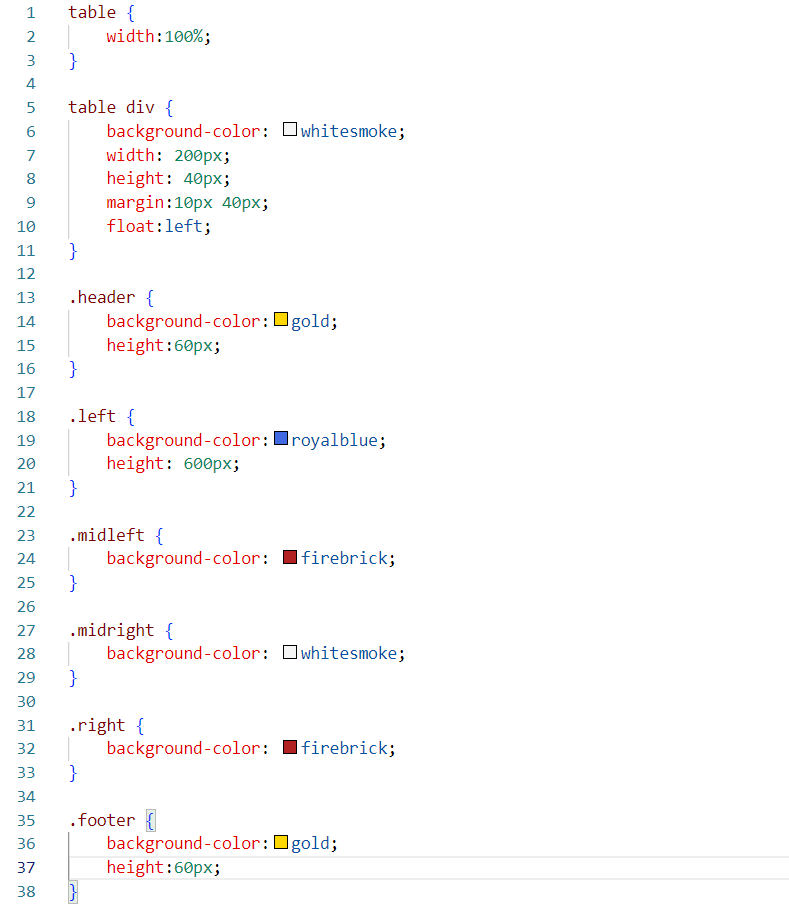 1 table {
2     width:100%;
3 }
4
5 table div {
6     background-color: whitesmoke;
7     width: 200px;
8     height: 40px;
9     margin:10px 40px;
10     float:left;
11 }
12
13 .header {
14     background-color:gold;
15     height:60px;
16 }
17
18 .left {
19     background-color:royalblue;
20     height: 600px;
21 }
22
23 .midleft {
24     background-color: firebrick;
25 }
26
27 .midright {
28     background-color: whitesmoke;
29 }
30
31 .right {
32     background-color: firebrick;
33 }
34
35 .footer {
36     background-color:gold;
37     height:60px;
38 }